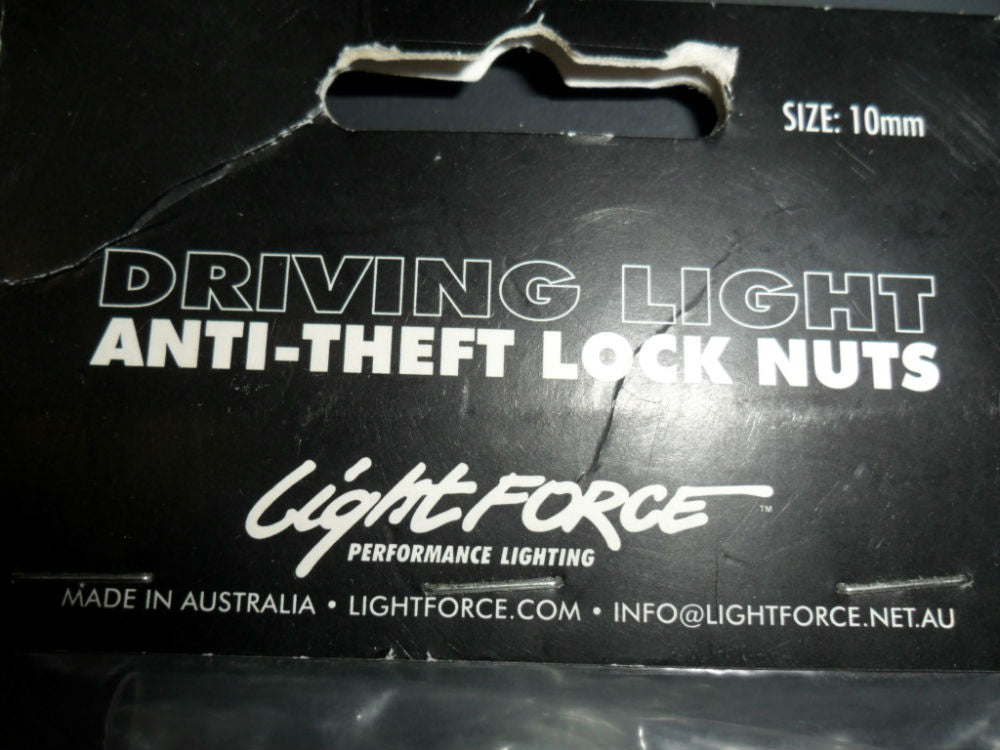 SIZE: 10mm
DRIVING LIGHT
ANTI-THEFT LOCK NUTS
LightFORCE™
PERFORMANCE LIGHTING
MADE IN AUSTRALIA • LIGHTFORCE.COM • INFO@LIGHTFORCE.NET.AU